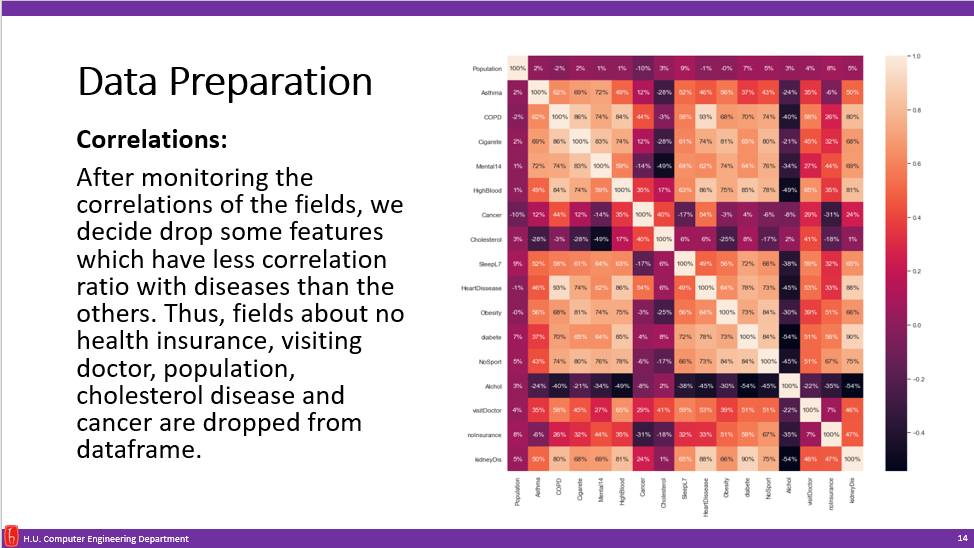 Data Preparation
Correlations:
After monitoring the
correlations of the fields, we
decide drop some features
which have less correlation
ratio with diseases than the
others. Thus, fields about no
health insurance, visiting
doctor, population,
cholesterol disease and
cancer are dropped from
dataframe.
Population 100% 2% -2% 2% 1% 1% -10% 3% 9% -1% -0% 7% 5% 3% 4% 8% 5%
Asthma 2% 100% 62% 69% 72% 49% 12% -28% 52% 46% 56% 37% 43% -24% 35% -6% 50%
COPD -2% 62% 100% 86% 74% 84% 44% -3% 58% 93% 68% 70% 74% -40% 58% 26% 80%
Cigarete 2% 69% 86% 100% 83% 74% 12% -28% 61% 74% 81% 65% 80% -21% 45% 32% 68%
Mental14 1% 72% 74% 83% 100% 59% -14% -49% 64% 62% 74% 64% 76% -34% 27% 44% 69%
HighBlood 1% 49% 84% 74% 59% 100% 35% 17% 63% 86% 75% 85% 78% -49% 65% 35% 81%
Cancer -10% 12% 44% 12% -14% 35% 100% 40% -17% 54% -3% 4% -6% -8% 29% -31% 24%
Cholesterol 3% -28% -3% -28% -49% 17% 40% 100% 6% 6% -25% 8% -17% 2% 41% -18% 1%
SleepL7 9% 52% 58% 61% 64% 63% -17% 6% 100% 49% 56% 72% 66% -38% 59% 32% 65%
HeartDissease -1% 46% 93% 74% 62% 86% 54% 6% 49% 100% 64% 78% 73% -45% 53% 33% 88%
Obesity -0% 56% 68% 81% 74% 75% -3% -25% 56% 64% 100% 73% 84% -30% 39% 51% 66%
diabete 7% 37% 70% 65% 64% 85% 4% 8% 72% 78% 73% 100% 84% -54% 51% 58% 90%
NoSport 5% 43% 74% 80% 76% 78% -6% -17% 66% 73% 84% 84% 100% -45% 51% 67% 75%
Alchol 3% -24% -40% -21% -34% -49% -8% 2% -38% -45% -30% -54% -45% 100% -22% -35% -54%
visitDoctor 4% 35% 58% 45% 27% 65% 29% 41% 59% 53% 39% 51% 51% -22% 100% 7% 46%
noInsurance 8% -6% 26% 32% 44% 35% -31% -18% 32% 33% 51% 58% 67% -35% 7% 100% 47%
kidneyDis 5% 50% 80% 68% 69% 81% 24% 1% 65% 88% 66% 90% 75% -54% 46% 47% 100%
Population Asthma COPD Cigarete Mental14 HighBlood Cancer Cholesterol SleepL7 HeartDissease Obesity diabete NoSport Alchol visitDoctor noInsurance kidneyDis
1.0
0.8
0.6
0.4
0.2
0.0
-0.2
-0.4
H.U. Computer Engineering Department
14